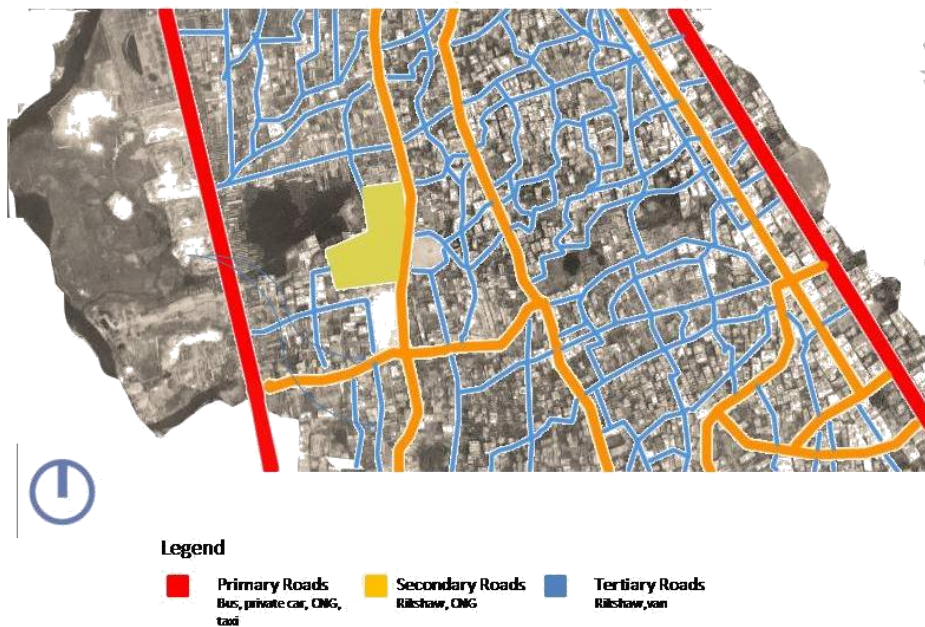 Legend
Primary Roads
Bus, private car, CNG,
taxi
Secondary Roads
Rikshaw, CNG
Tertiary Roads
Rikshaw,van